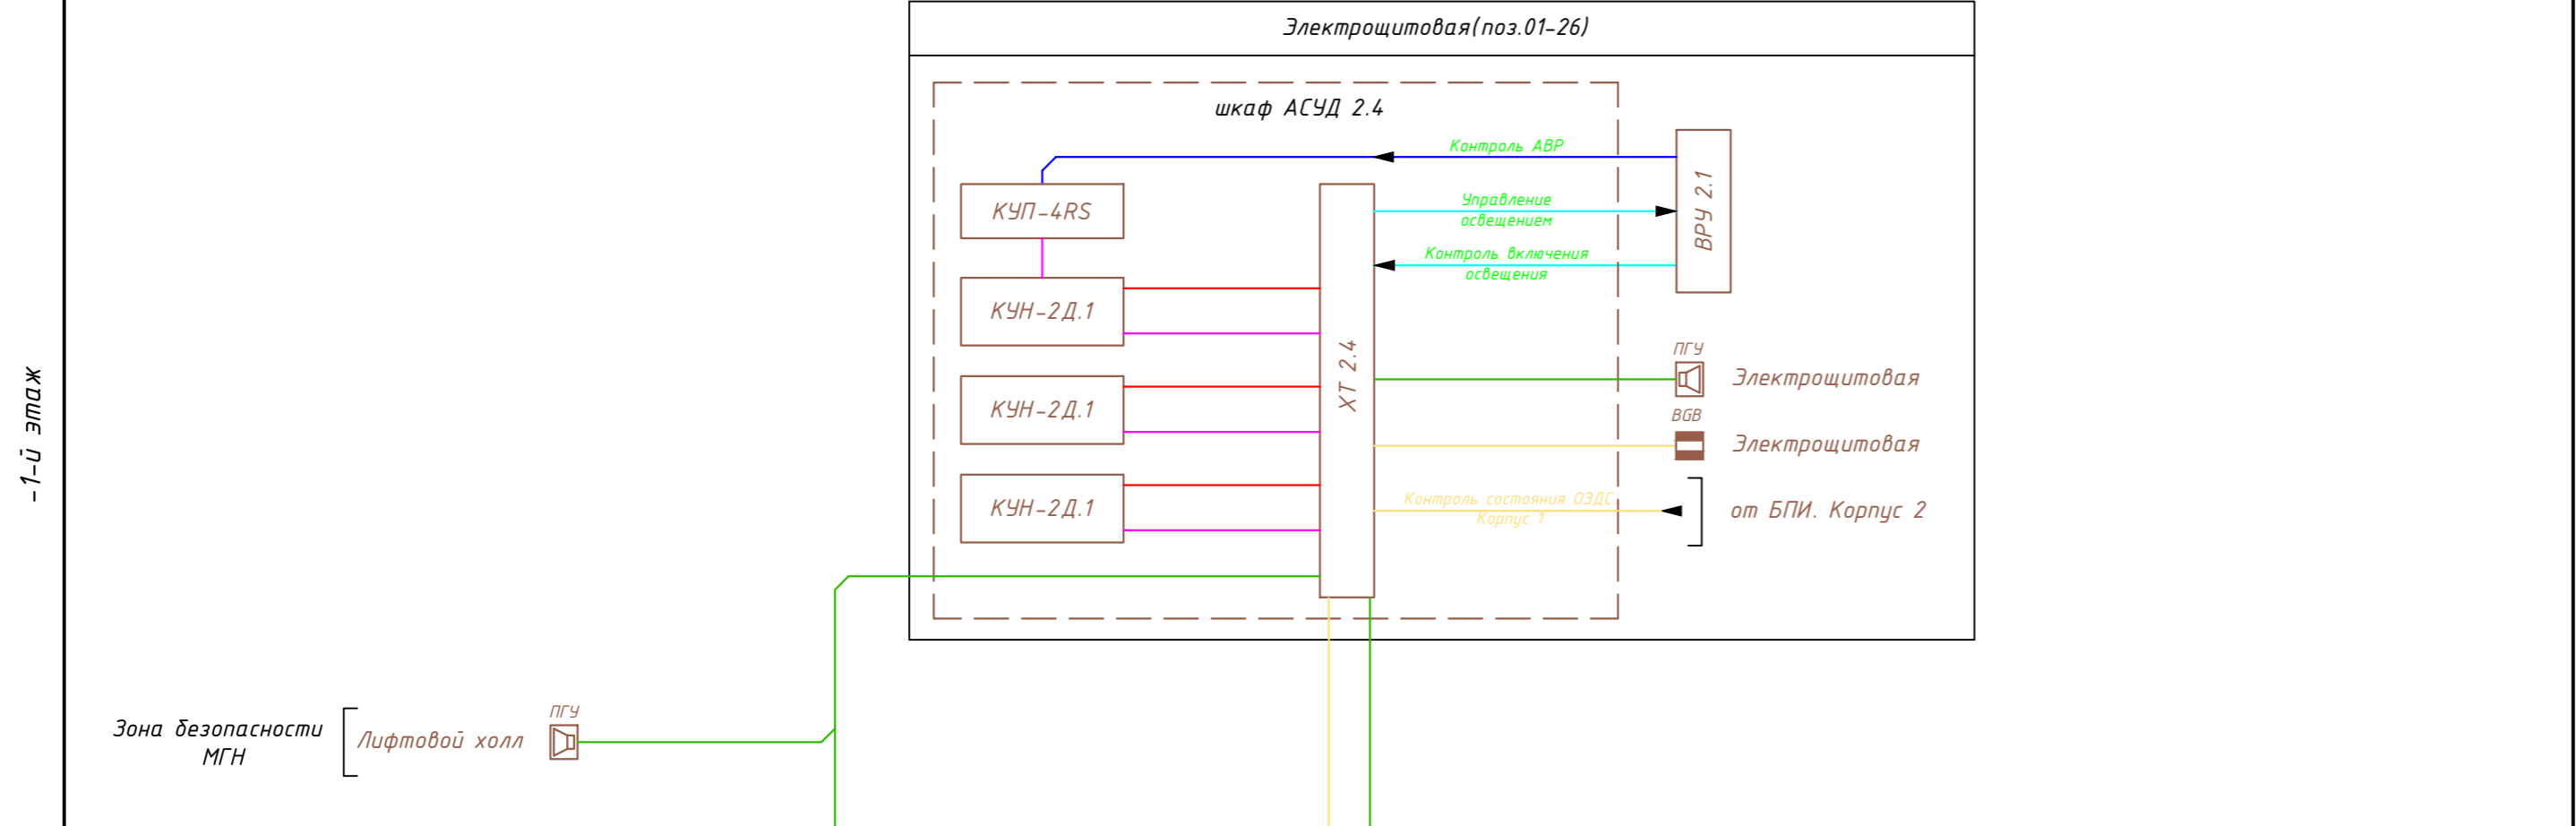 Электрощитовая(поз.01-26)
шкаф АСУД 2.4
Контроль АВР
КУП-4RS
Управление
освещением
ВРУ 2.1
Контроль включения
освещения
КУН-2Д.1
ХТ 2.4
ПГУ
Электрощитовая
КУН-2Д.1
BGB
Электрощитовая
КУН-2Д.1
Контроль состояния ОЗДС
Корпус 1
от БПИ. Корпус 2
-1-й этаж
Зона безопасности
МГН
Лифтовой холл
ПГУ